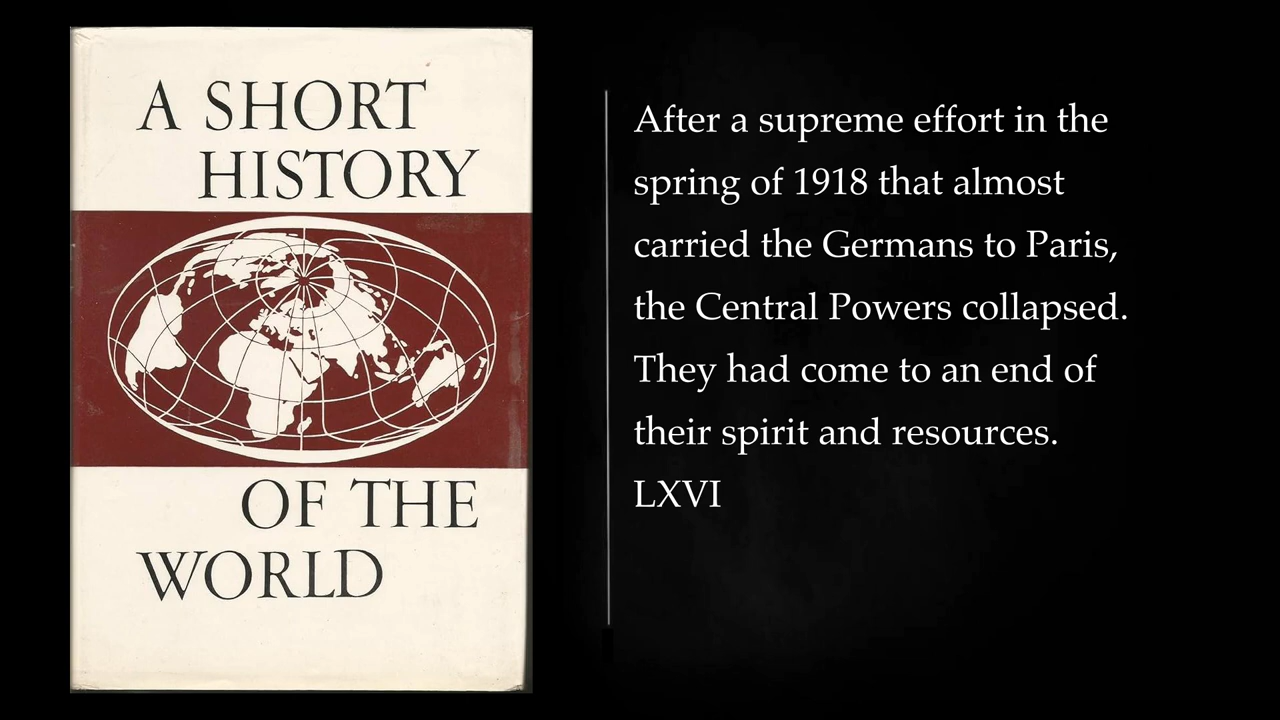 A SHORT
HISTORY
OF THE
WORLD
After a supreme effort in the
spring of 1918 that almost
carried the Germans to Paris,
the Central Powers collapsed.
They had come to an end of
their spirit and resources.
LXVI